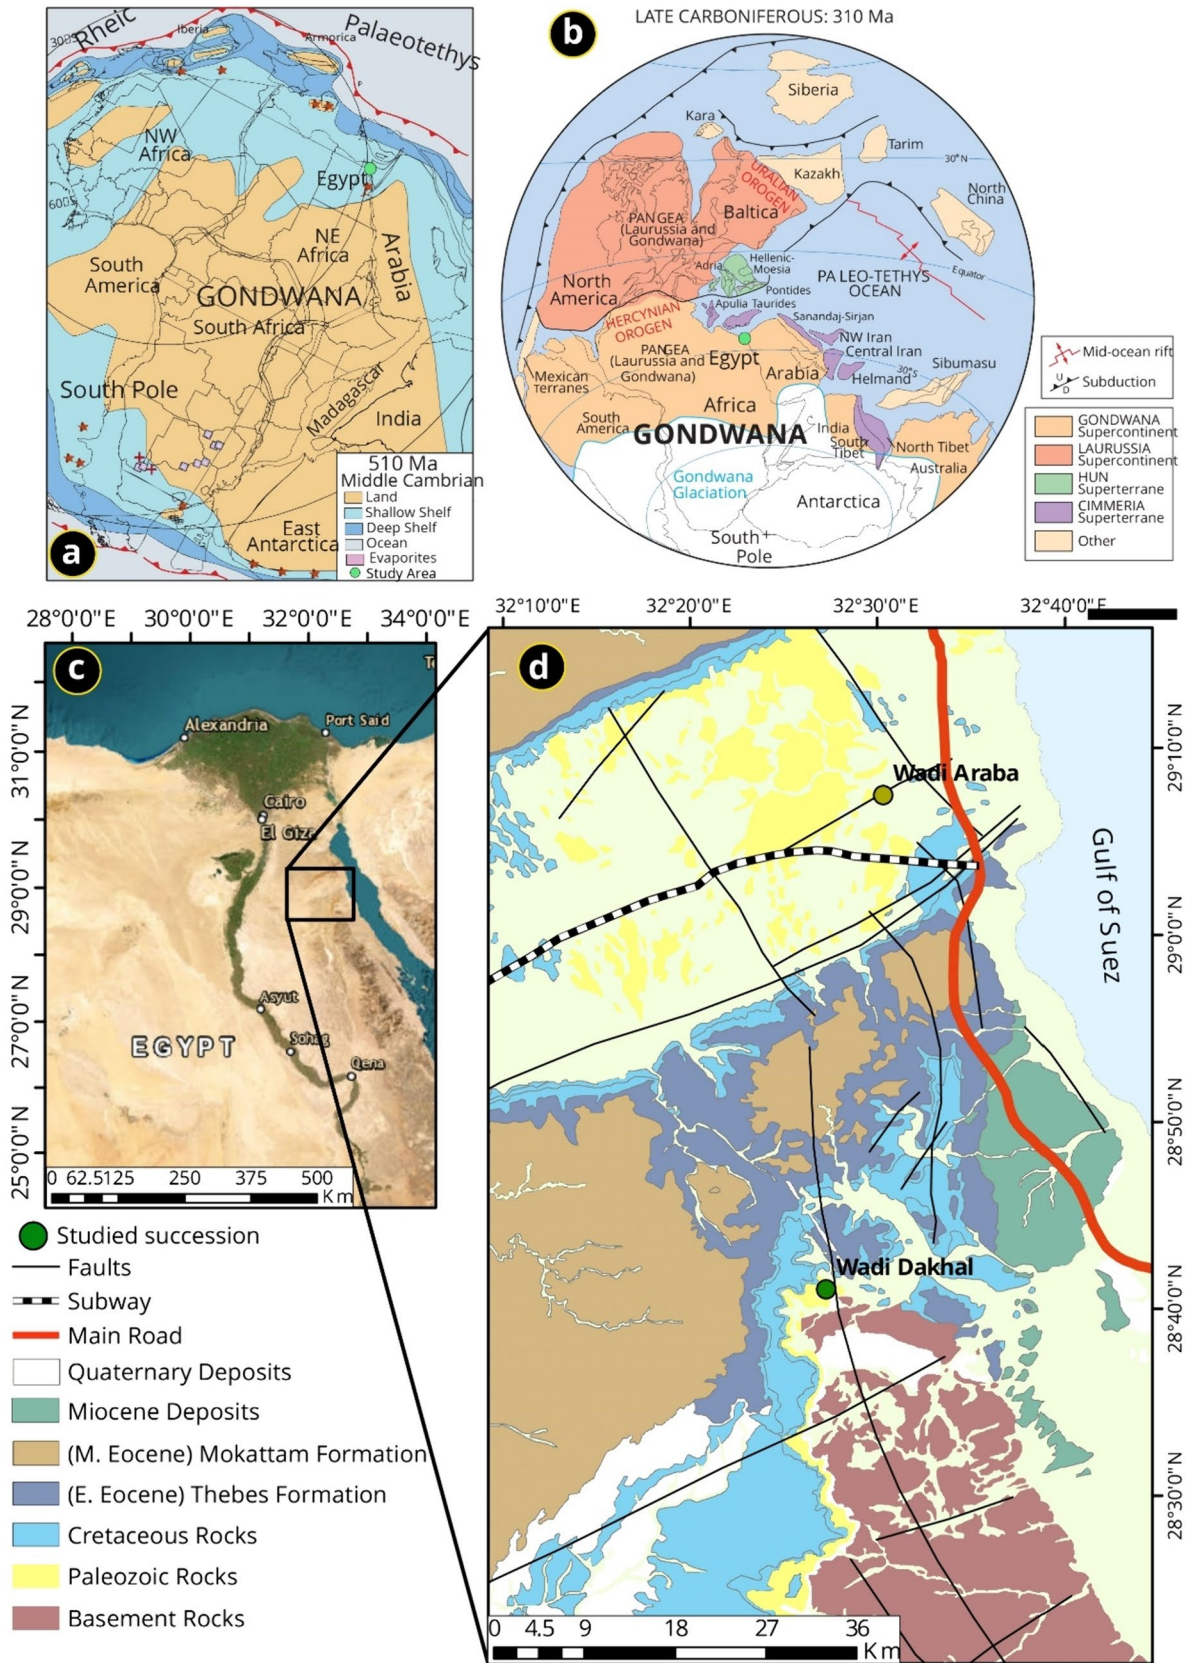 Rheic
Palaeotethys
Iberia
Armorica
NW
Africa
Egypt
60
NE
Africa
Arabia
South
America
GONDWANA
South Africa
South Pole
Madagascar
India
East
Antarctica
510 Ma
Middle Cambrian
Land
Shallow Shelf
Deep Shelf
Ocean
Evaporites
Study Area
a
LATE CARBONIFEROUS: 310 Ma
b
Siberia
Kara
Tarim
30°N
Kazakh
URALIAN
OROGEN
North
China
Baltica
PANGEA
(Laurussia and
Gondwana)
Adria
Hellenic-
Moesia
PALEO-TETHYS
OCEAN
Equator
North
America
Pontides
Apulia Taurides
HERCYNIAN
OROGEN
Sanandaj-Sirjan
NW Iran
Central Iran
PANGEA
(Laurussia and
Gondwana)
Egypt
Arabia
30°S
Helmand
Sibumasu
Mexican
Terranes
Africa
South
America
GONDWANA
India
South
Tibet
North Tibet
Australia
Gondwana
Glaciation
Antarctica
South
Pole
Mid-ocean rift
U
D
Subduction
GONDWANA
Supercontinent
LAURUSSIA
Supercontinent
HUN
Superterrane
CIMMERIA
Superterrane
Other
28°0'0"E 30°0'0"E 32°0'0"E 34°0'0"E
31°0'0"N
29°0'0"N
27°0'0"N
25°0'0"N
c
Alexandria
Port Said
Cairo
El Giza
Asyut
Sohag
Qena
EGYPT
0 62.5125 250 375 500
Km
32°10'0"E 32°20'0"E 32°30'0"E 32°40'0"E
d
Wadi Araba
Gulf of Suez
Wadi Dakhal
29°10'0"N
29°0'0"N
28°50'0"N
28°40'0"N
28°30'0"N
0 4.5 9 18 27 36
Km
Studied succession
Faults
Subway
Main Road
Quaternary Deposits
Miocene Deposits
(M. Eocene) Mokattam Formation
(E. Eocene) Thebes Formation
Cretaceous Rocks
Paleozoic Rocks
Basement Rocks